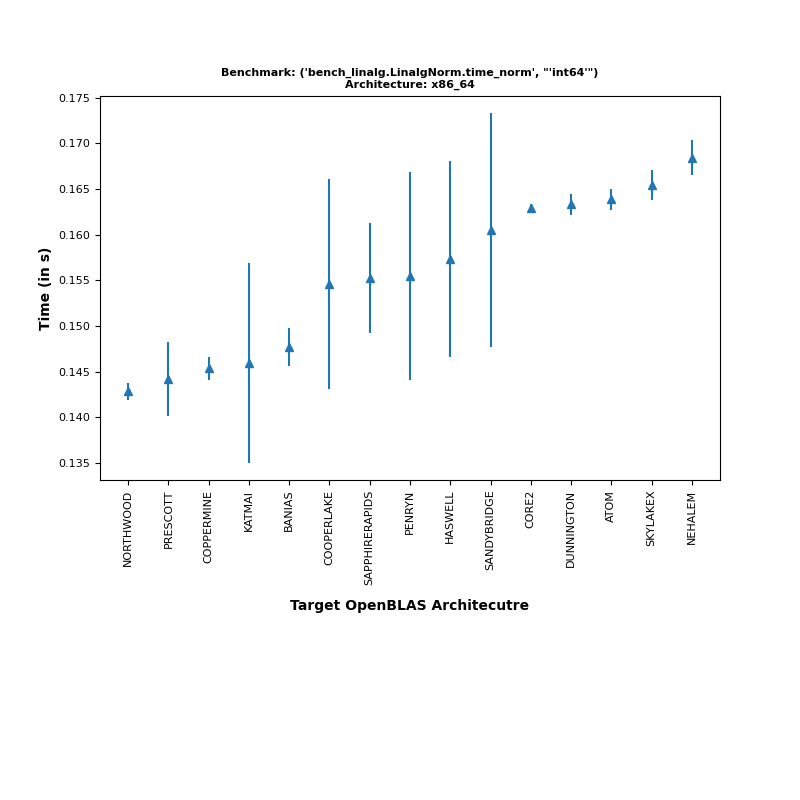 Benchmark: ('bench_linalg.LinalgNorm.time_norm', "'int64'")
Architecture: x86_64
Time (in s)
0.175
0.170
0.165
0.160
0.155
0.150
0.145
0.140
0.135
NORTHWOOD
PRESCOTT
COPPERMINE
KATMAI
BANIAS
COOPERLAKE
SAPPHIRERAPIDS
PENRYN
HASWELL
SANDYBRIDGE
CORE2
DUNNINGTON
ATOM
SKYLAKEX
NEHALEM
Target OpenBLAS Architecutre